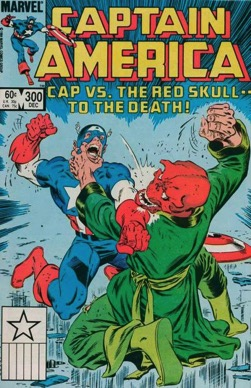 MARVEL
CAPTAIN
AMERICA
CAP VS. THE RED SKULL--
TO THE DEATH!
60¢
300
DEC